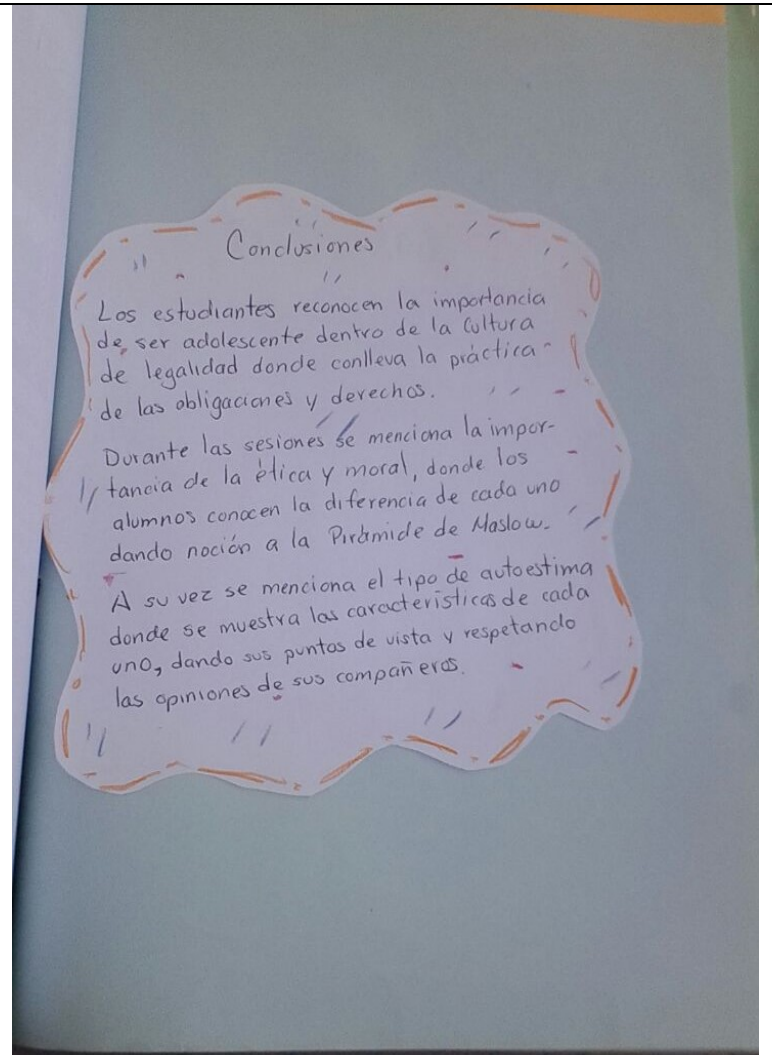 Conclusiones
Los estudiantes reconocen la importancia
de ser adolescente dentro de la Cultura
de legalidad donde conlleva la práctica
de las obligaciones y derechos.
Durante las sesiones se menciona la impor-
tancia de la ética y moral, donde los
alumnos conocen la diferencia de cada uno
dando noción a la Pirámide de Maslow.
A su vez se menciona el tipo de autoestima
donde se muestra las características de cada
uno, dando sus puntos de vista y respetando
las opiniones de sus compañeros.